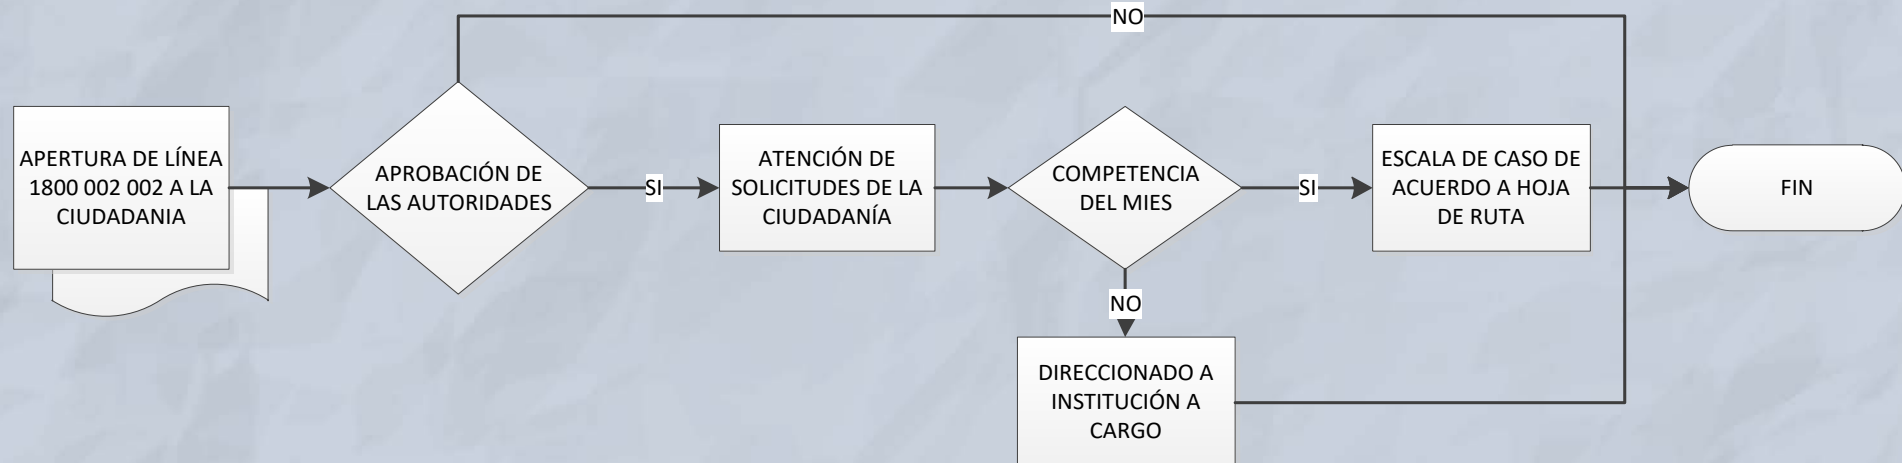 NO
APERTURA DE LÍNEA
1800 002 002 A LA
CIUDADANIA
APROBACIÓN DE
LAS AUTORIDADES
SI
ATENCIÓN DE
SOLICITUDES DE LA
CIUDADANÍA
COMPETENCIA
DEL MIES
SI
ESCALA DE CASO DE
ACUERDO A HOJA
DE RUTA
FIN
NO
DIRECCIONADO A
INSTITUCIÓN A
CARGO